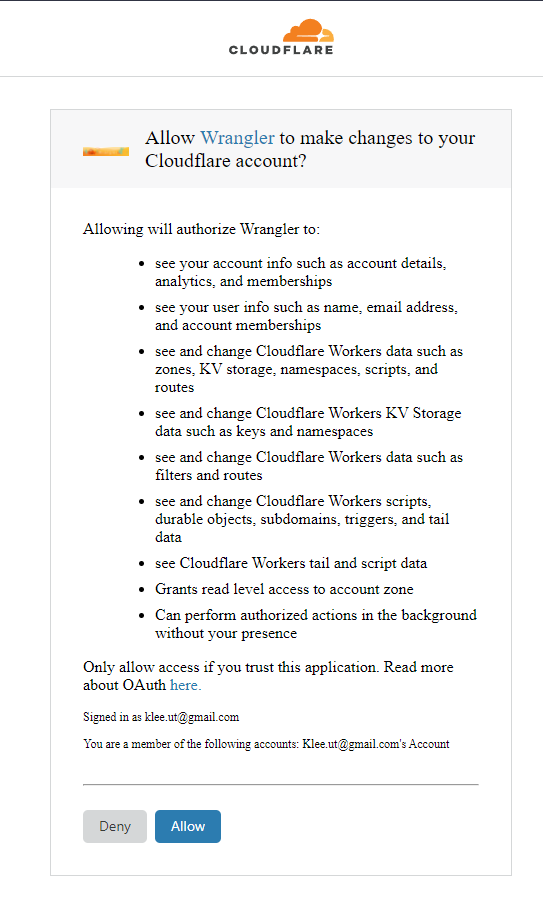 CLOUDFLARE
Allow Wrangler to make changes to your
Cloudflare account?
Allowing will authorize Wrangler to:
• see your account info such as account details,
analytics, and memberships
• see your user info such as name, email address,
and account memberships
• see and change Cloudflare Workers data such as
zones, KV storage, namespaces, scripts, and
routes
• see and change Cloudflare Workers KV Storage
data such as keys and namespaces
• see and change Cloudflare Workers data such as
filters and routes
• see and change Cloudflare Workers scripts,
durable objects, subdomains, triggers, and tail
data
• see Cloudflare Workers tail and script data
• Grants read level access to account zone
• Can perform authorized actions in the background
without your presence
Only allow access if you trust this application. Read more
about OAuth here.
Signed in as klee.ut@gmail.com
You are a member of the following accounts: Klee.ut@gmail.com's Account
Deny Allow